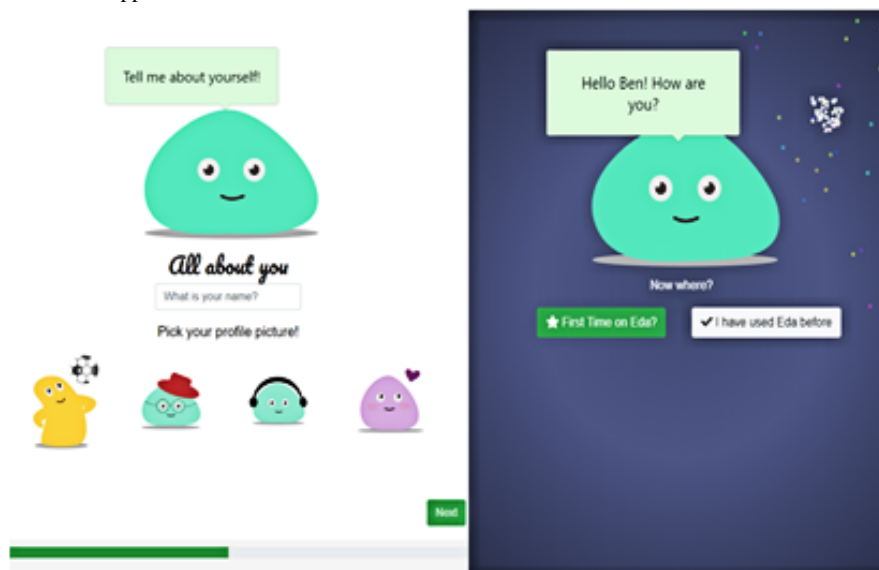 Tell me about yourself!
All about you
What is your name?
Pick your profile picture!
Next
Hello Ben! How are
you?
Now where?
First Time on Eda?
I have used Eda before